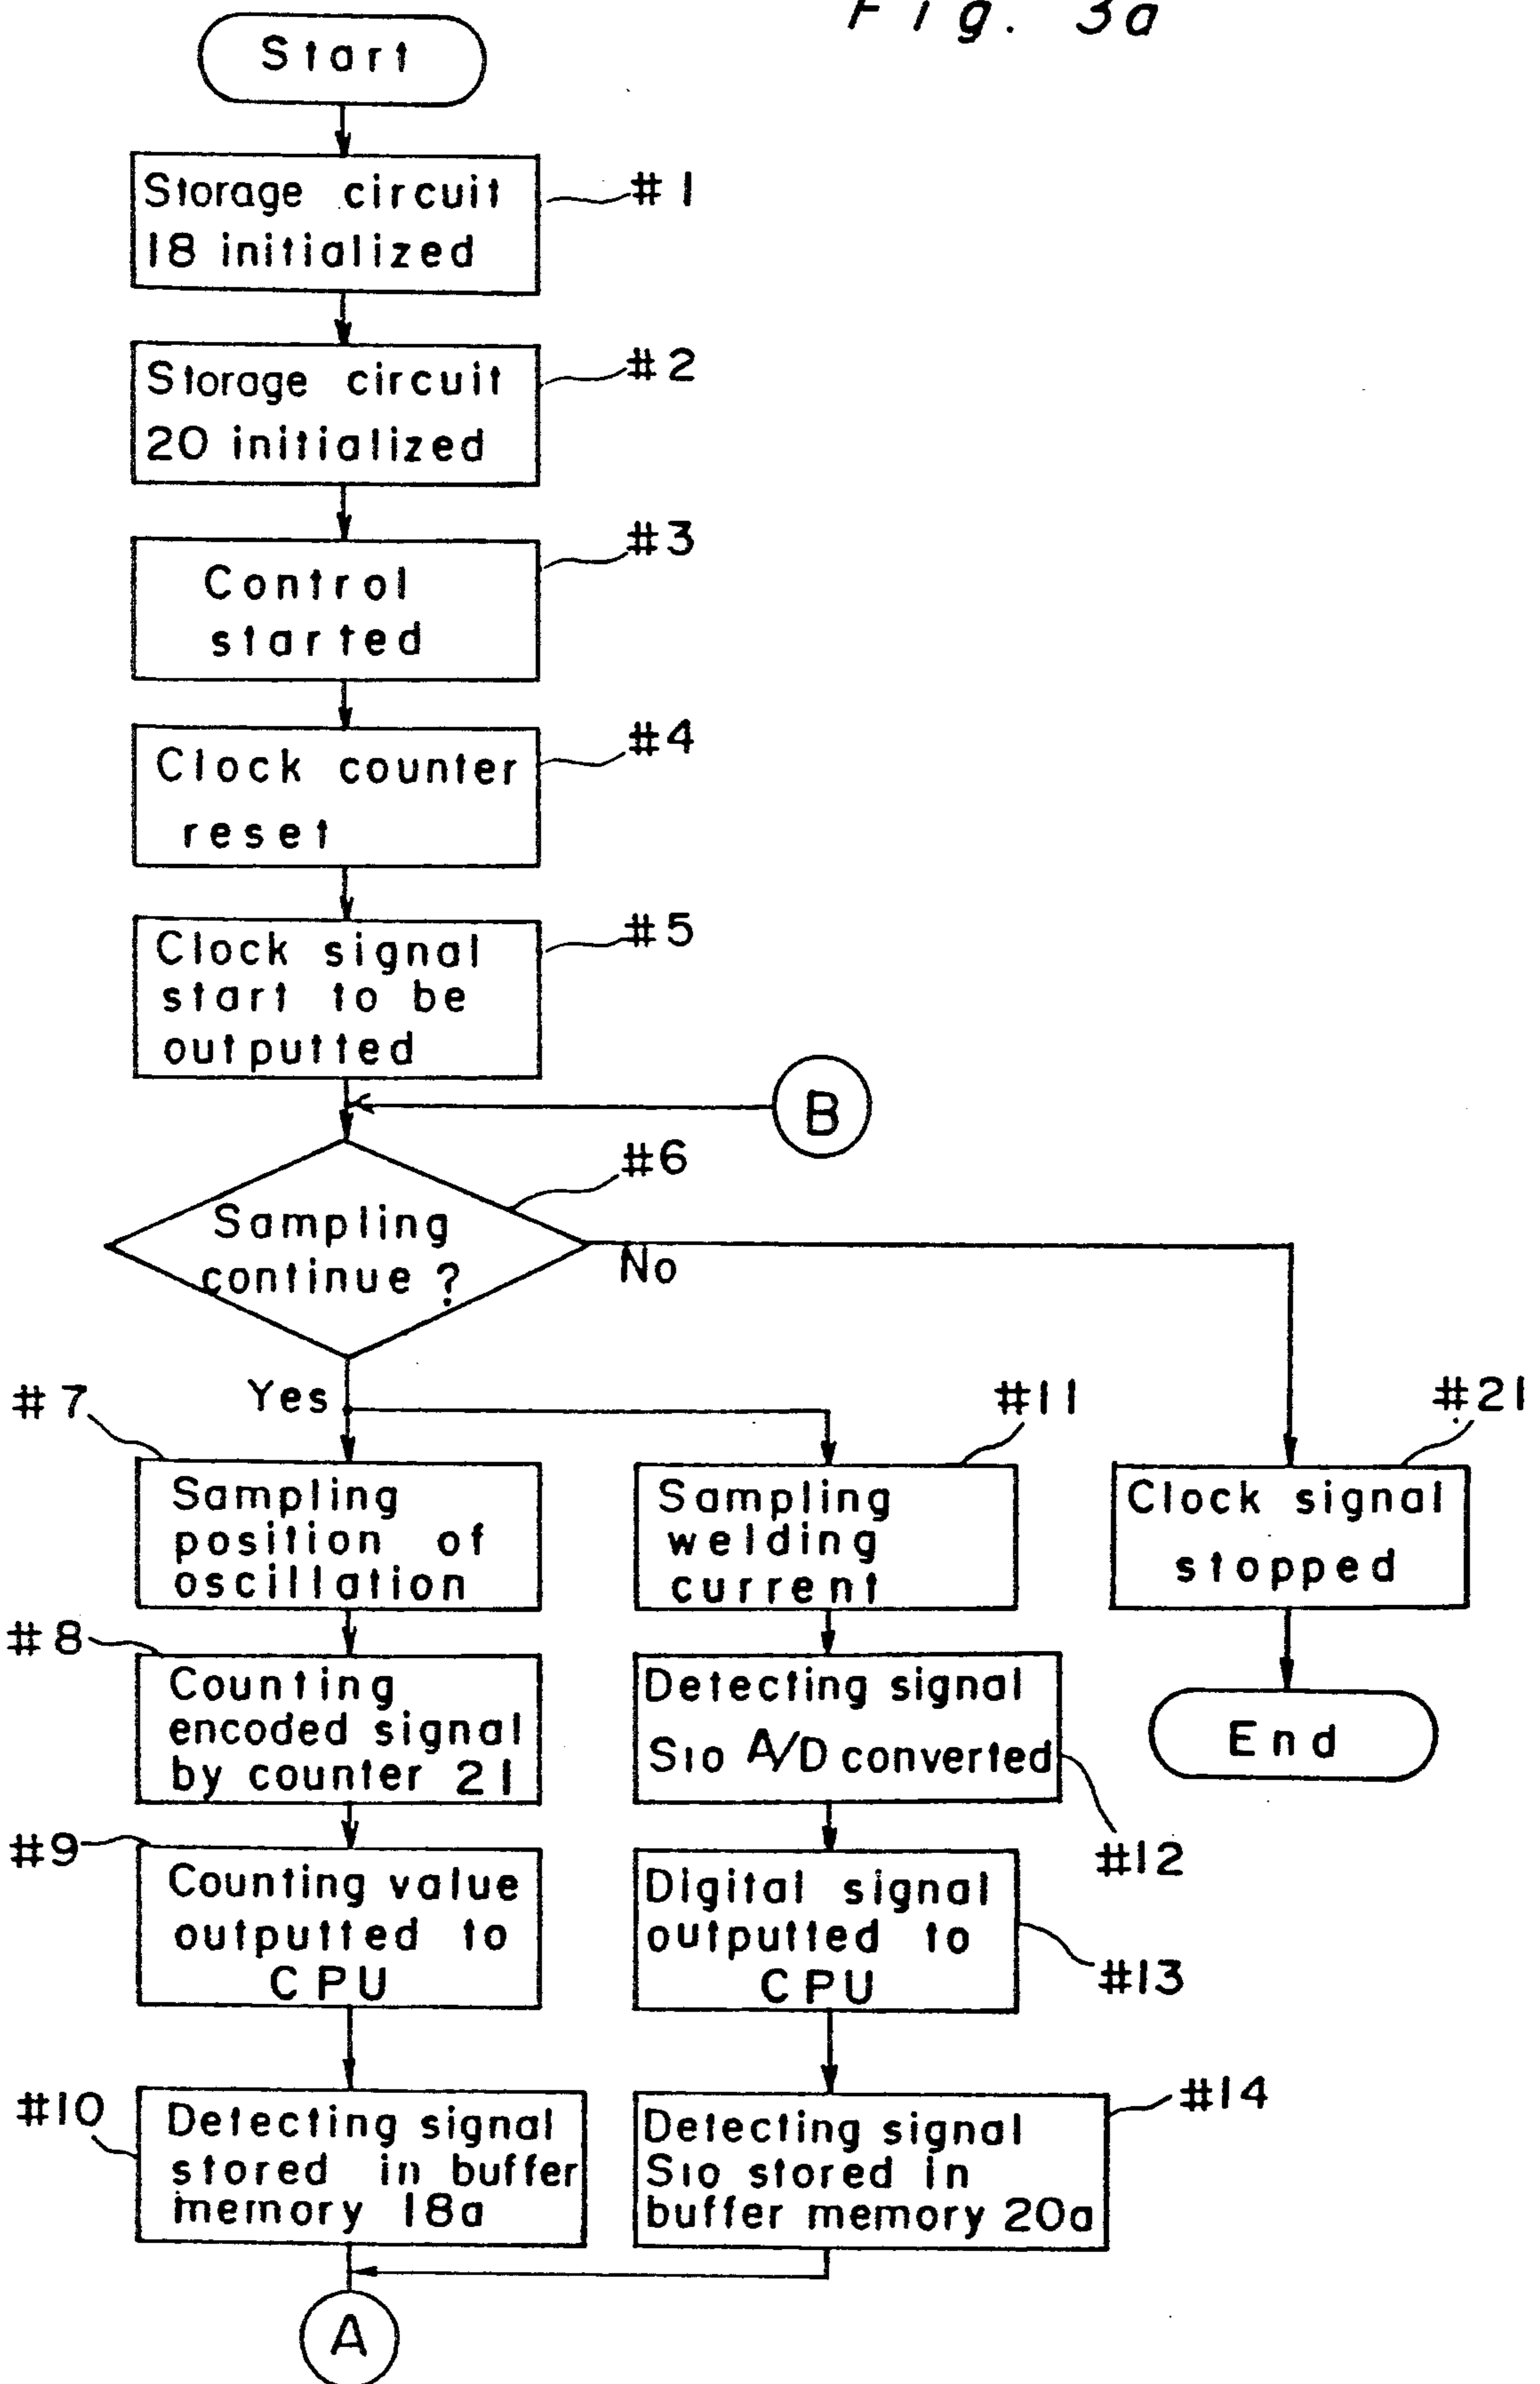 Fig. 3a
Start
Storage circuit
18 initialized
#1
Storage circuit
20 initialized
#2
Control
started
#3
Clock counter
reset
#4
Clock signal
start to be
outputted
#5
B
#6
Sampling
continue ?
No
Yes
#7
Sampling
position of
oscillation
#11
Sampling
welding
current
#21
Clock signal
stopped
End
#8
Counting
encoded signal
by counter 21
Detecting signal
S10 A/D converted
#12
#9
Counting value
outputted to
CPU
Digital signal
outputted to
CPU
#13
#10
Detecting signal
stored in buffer
memory 18a
Detecting signal
S10 stored in
buffer memory 20a
#14
A